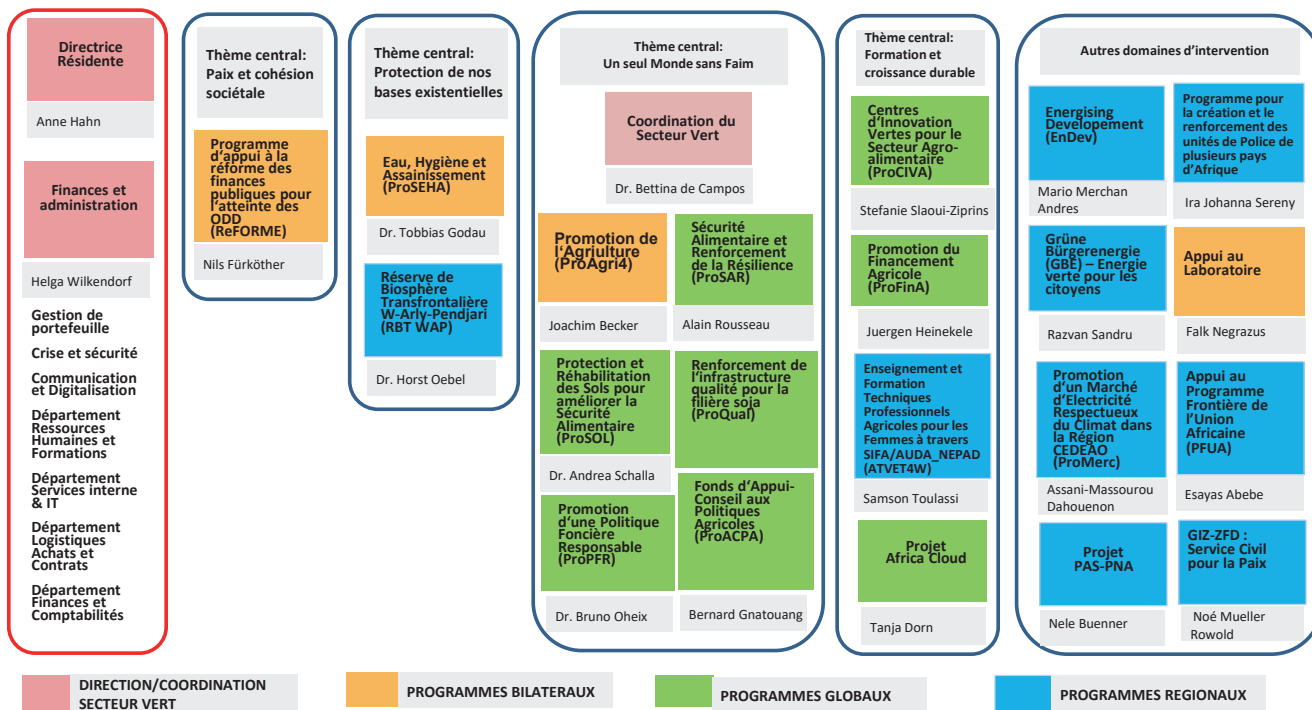 Directrice
Résidente
Anne Hahn
Finances et
administration
Helga Wilkendorf
Gestion de
portefeuille
Crise et sécurité
Communication
et Digitalisation
Département
Ressources
Humaines et
Formations
Département
Services interne
& IT
Département
Logistiques
Achats et
Contrats
Département
Finances et
Comptabilités
Thème central:
Paix et cohésion
sociétale
Programme
d'appui à la
réforme des
finances
publiques pour
l'atteinte des
ODD
(ReFORME)
Nils Fürköther
Thème central:
Protection de nos
bases existentielles
Eau, Hygiène et
Assainissement
(ProSEHA)
Dr. Tobbias Godau
Réserve de
Biosphère
Transfrontalière
W-Arly-Pendjari
(RBT WAP)
Dr. Horst Oebel
Thème central:
Un seul Monde sans Faim
Coordination du
Secteur Vert
Dr. Bettina de Campos
Promotion de
l'Agriulture
(ProAgri4)
Joachim Becker
Sécurité
Alimentaire et
Renforcement
de la Résilience
(ProSAR)
Alain Rousseau
Protection et
Réhabilitation
des Sols pour
améliorer la
Sécurité
Alimentaire
(ProSOL)
Dr. Andrea Schalla
Renforcement de
l'infrastructure
qualité pour la
filière soja
(ProQual)
Promotion
d'une Politique
Foncière
Responsable
(ProPFR)
Dr. Bruno Oheix
Fonds d'Appui-
Conseil aux
Politiques
Agricoles
(ProACPA)
Bernard Gnatouang
Thème central:
Formation et
croissance durable
Centres
d'Innovation
Vertes pour le
Secteur Agro-
alimentaire
(ProCIVA)
Stefanie Slaoui-Ziprins
Promotion du
Financement
Agricole
(ProFinA)
Juergen Heinekele
Enseignement et
Formation
Techniques
Professionnels
Agricoles pour les
Femmes à travers
SIFA/AUDA_NEPAD
(ATVET4W)
Samson Toulassi
Projet
Africa Cloud
Tanja Dorn
Autres domaines d'intervention
Energising
Developement
(EnDev)
Mario Merchan
Andres
Programme pour
la création et le
renforcement des
unités de Police de
plusieurs pays
d'Afrique
Ira Johanna Sereny
Grüne
Bürgerenergie
(GBE) – Energie
verte pour les
citoyens
Razvan Sandru
Appui au
Laboratoire
Falk Negrazus
Promotion
d'un Marché
d'Electricité
Respectueux
du Climat dans
la Région
CEDEAO
(ProMerc)
Assani-Massourou
Dahouenon
Appui au
Programme
Frontière de
l'Union
Africaine
(PFUA)
Esayas Abebe
Projet
PAS-PNA
Nele Buenner
GIZ-ZFD :
Service Civil
pour la Paix
Noé Mueller
Rowold
DIRECTION/COORDINATION
SECTEUR VERT
PROGRAMMES BILATERAUX
PROGRAMMES GLOBAUX
PROGRAMMES REGIONAUX